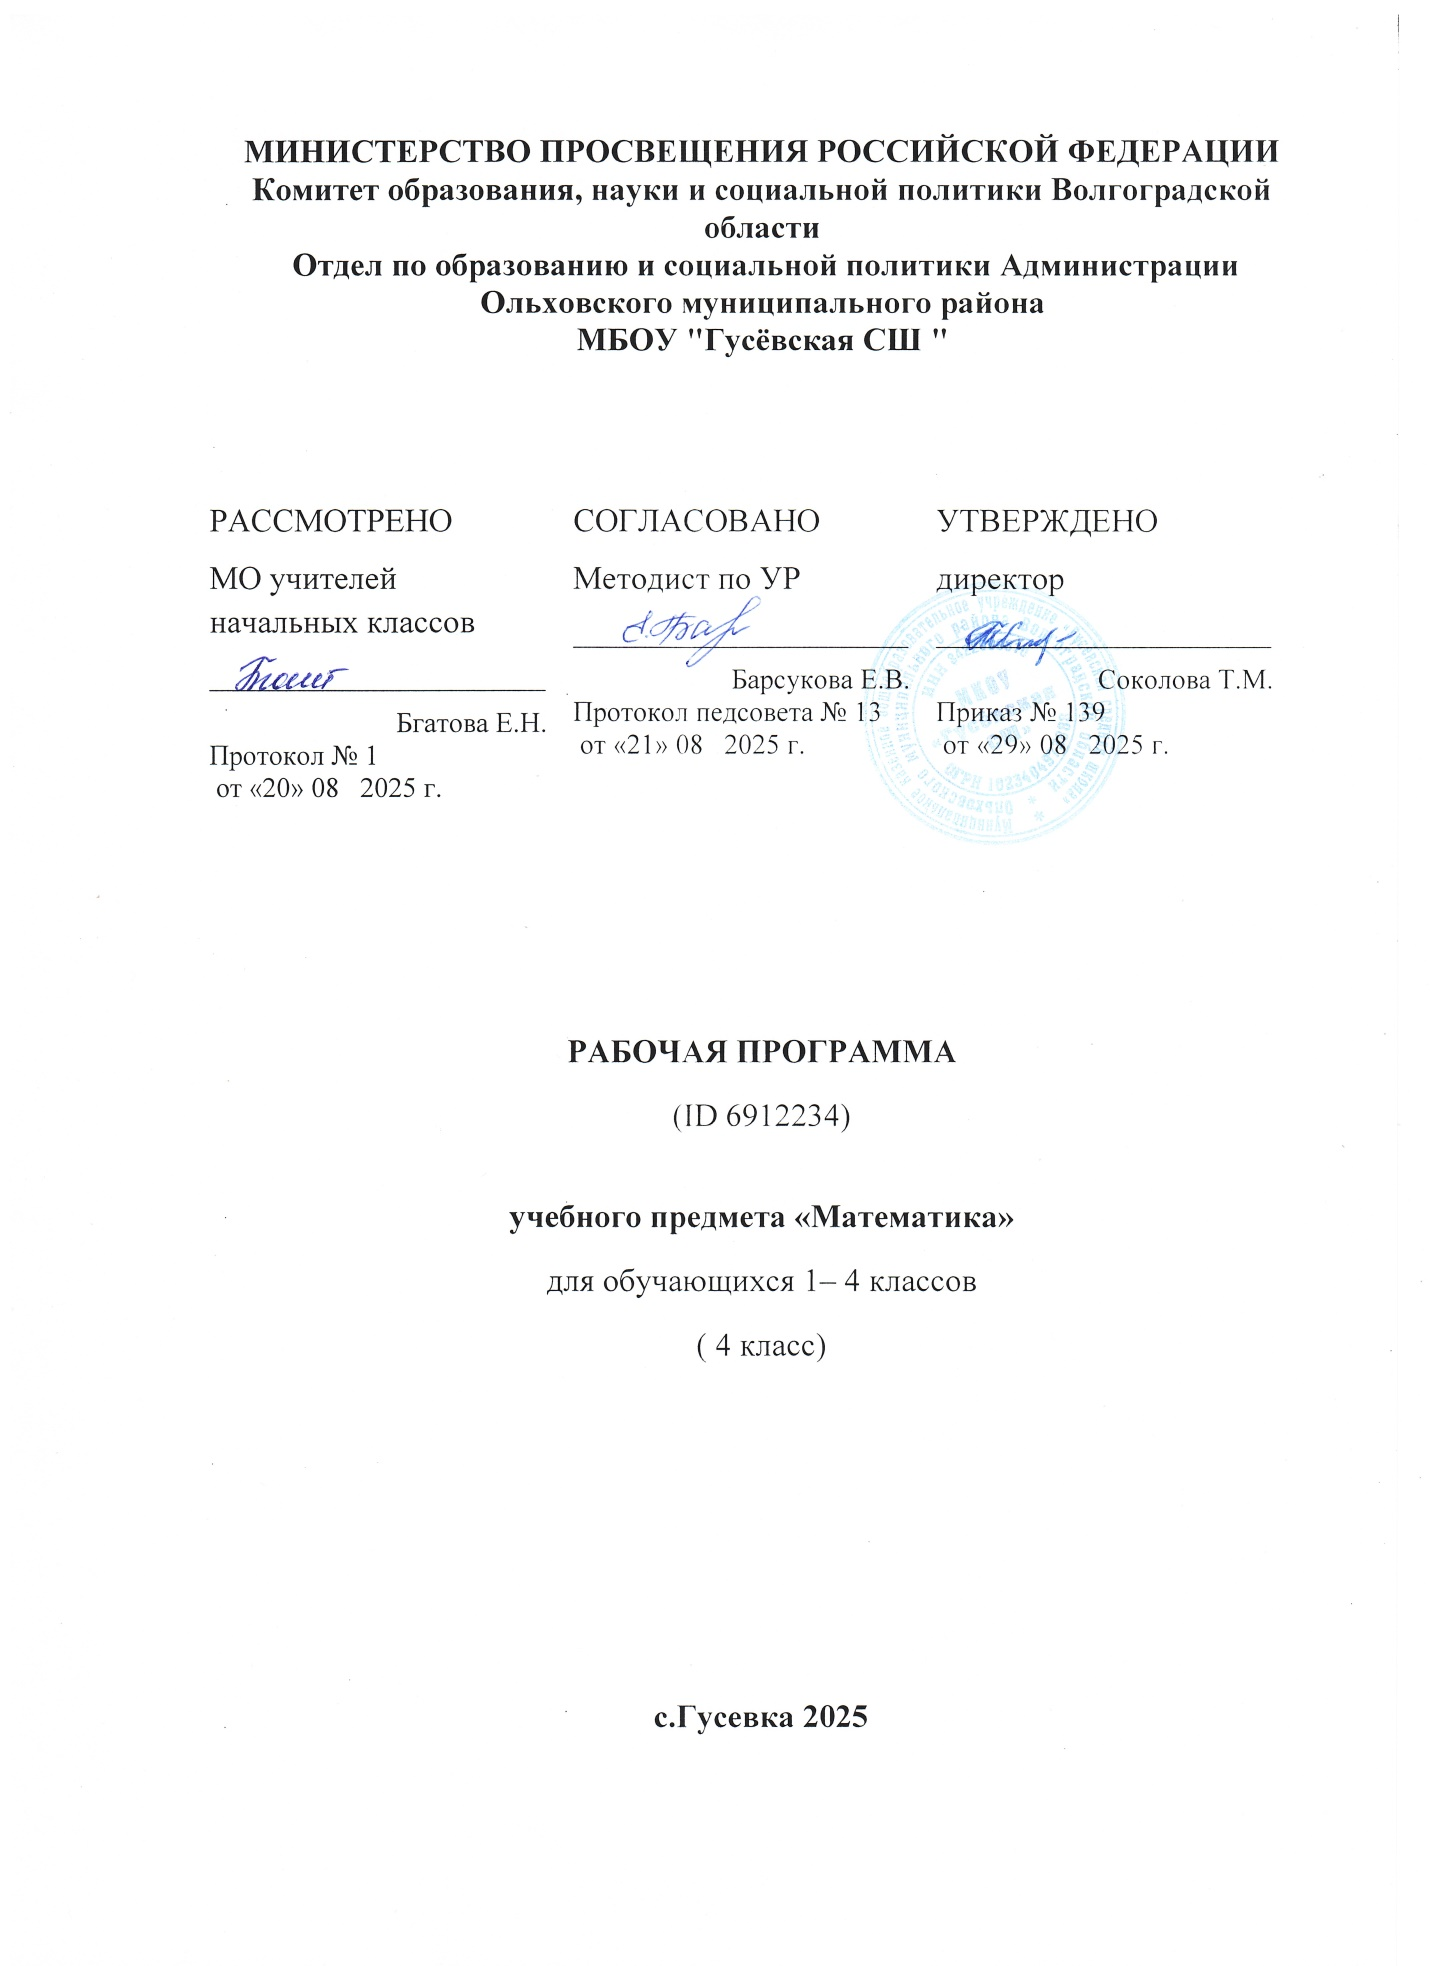 МИНИСТЕРСТВО ПРОСВЕЩЕНИЯ РОССИЙСКОЙ ФЕДЕРАЦИИ
Комитет образования, науки и социальной политики Волгоградской
области
Отдел по образованию и социальной политики Администрации
Ольховского муниципального района
МБОУ "Гусёвская СШ "
РАССМОТРЕНО
МО учителей
начальных классов
Бгатова Е.Н.
Протокол № 1
от «20» 08 2025 г.
СОГЛАСОВАНО
Методист по УР
Барсукова Е.В.
Протокол педсовета № 13
от «21» 08 2025 г.
УТВЕРЖДЕНО
директор
Соколова Т.М.
Приказ № 139
от «29» 08 2025 г.
РАБОЧАЯ ПРОГРАММА
(ID 6912234)
учебного предмета «Математика»
для обучающихся 1– 4 классов
( 4 класс)
с.Гусевка 2025